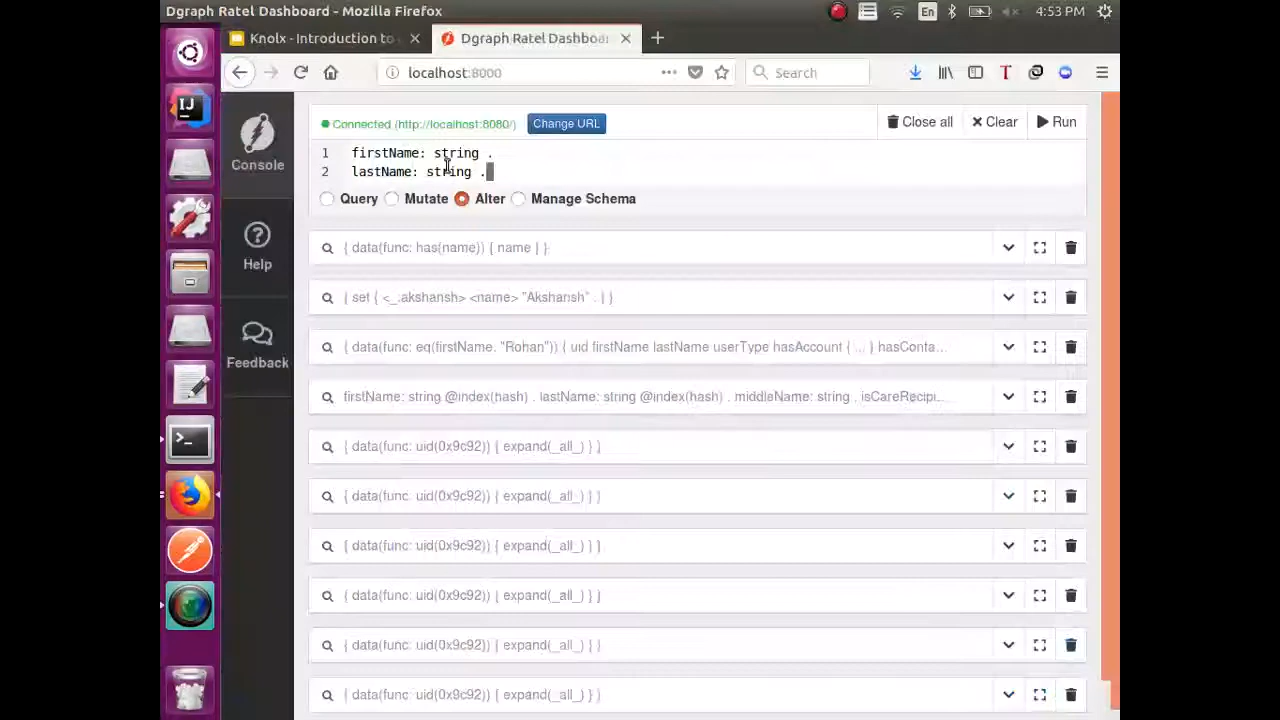 Dgraph Ratel Dashboard - Mozilla Firefox
En
4:53 PM
Knolx - Introduction to
Dgraph Ratel Dashboa
localhost:8000
Search
Connected (http://localhost:8080/)
Change URL
Close all
Clear
Run
1 firstName: string .
2 lastName: string .
Query
Mutate
Alter
Manage Schema
Console
Help
Feedback
{ data(func: has(name)) { name } }
{ set { <_:akshansh> <name> "Akshansh" . } }
{ data(func: eq(firstName, "Rohan")) { uid firstName lastName userType hasAccount { ... } hasConta...
firstName: string @index(hash) . lastName: string @index(hash) . middleName: string . isCareRecipi...
{ data(func: uid(0x9c92)) { expand(_all_) } }
{ data(func: uid(0x9c92)) { expand(_all_) } }
{ data(func: uid(0x9c92)) { expand(_all_) } }
{ data(func: uid(0x9c92)) { expand(_all_) } }
{ data(func: uid(0x9c92)) { expand(_all_) } }
{ data(func: uid(0x9c92)) { expand(_all_) } }
IJ